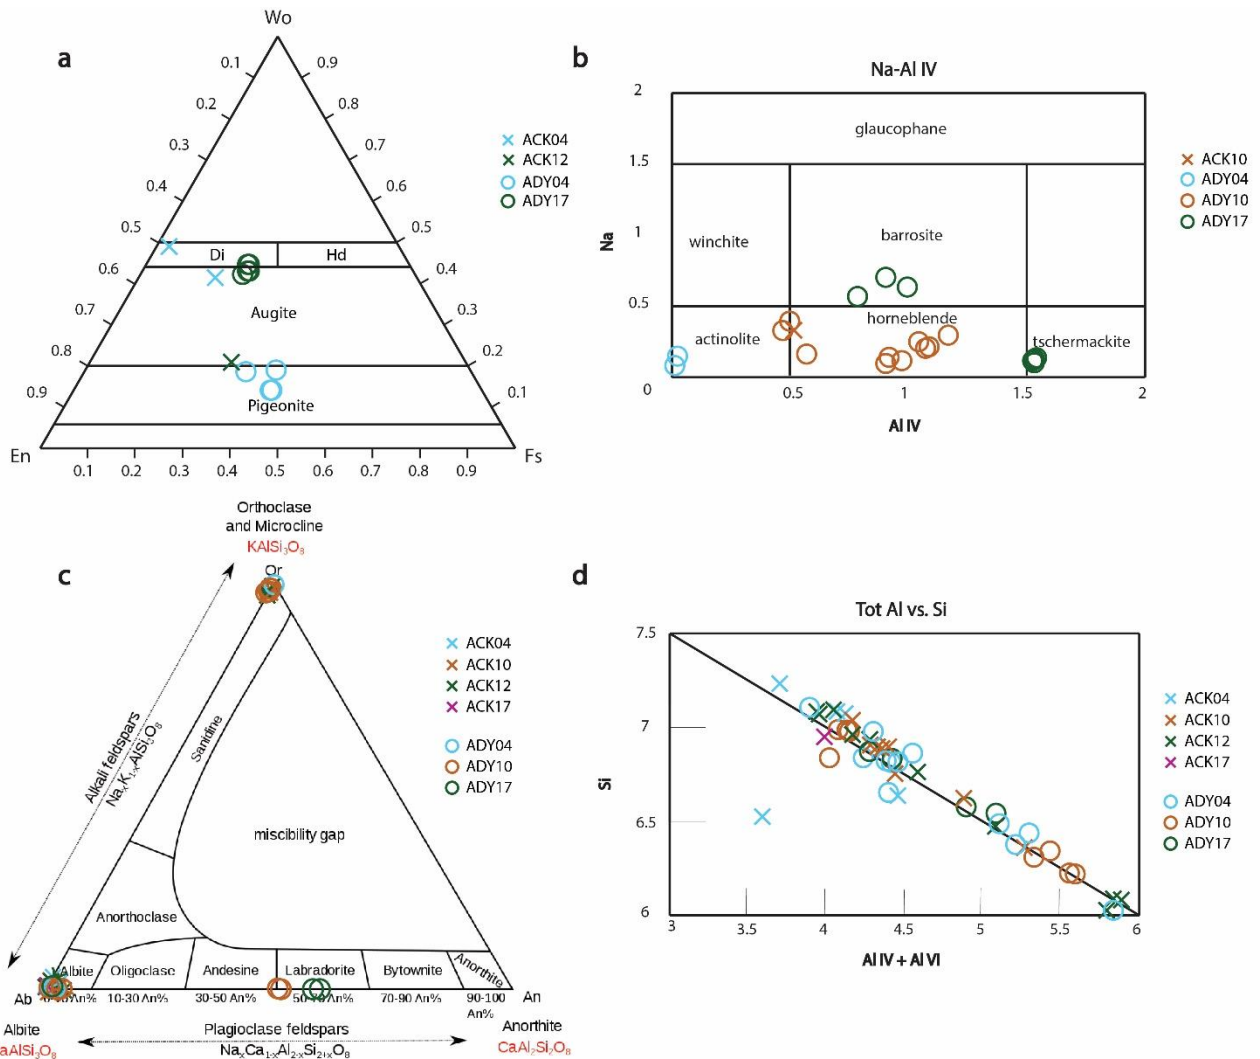 a
Wo
0.1
0.9
0.2
0.8
0.3
0.7
0.4
0.6
0.5
0.5
0.6
0.4
0.7
0.3
0.8
0.2
0.9
0.1
Di
Hd
Augite
Pigeonite
En
Fs
0.1 0.2 0.3 0.4 0.5 0.6 0.7 0.8 0.9
ACK04
ACK12
ADY04
ADY17
b
Na-Al IV
2
1.5
1
0.5
0
Na
glaucophane
winchite
barrosite
actinolite
horneblende
tschermackite
0.5 1 1.5 2
Al IV
ACK10
ADY04
ADY10
ADY17
c
Orthoclase
and Microcline
KAlSi₃O₈
Or
Alkali feldspars
NaₓK₁₋ₓAlSi₃O₈
Sanidine
miscibility gap
Anorthoclase
Albite
Oligoclase
Andesine
Labradorite
Bytownite
Anorthite
Ab
An%
10-30 An%
30-50 An%
50-70 An%
70-90 An%
90-100
An%
An
Albite
aAlSi₃O₈
Plagioclase feldspars
NaₓCa₁₋ₓAl₂₋ₓSi₂₊ₓO₈
Anorthite
CaAl₂Si₂O₈
ACK04
ACK10
ACK12
ACK17
ADY04
ADY10
ADY17
d
Tot Al vs. Si
7.5
7
6.5
6
Si
3 3.5 4 4.5 5 5.5 6
Al IV + Al VI
ACK04
ACK10
ACK12
ACK17
ADY04
ADY10
ADY17